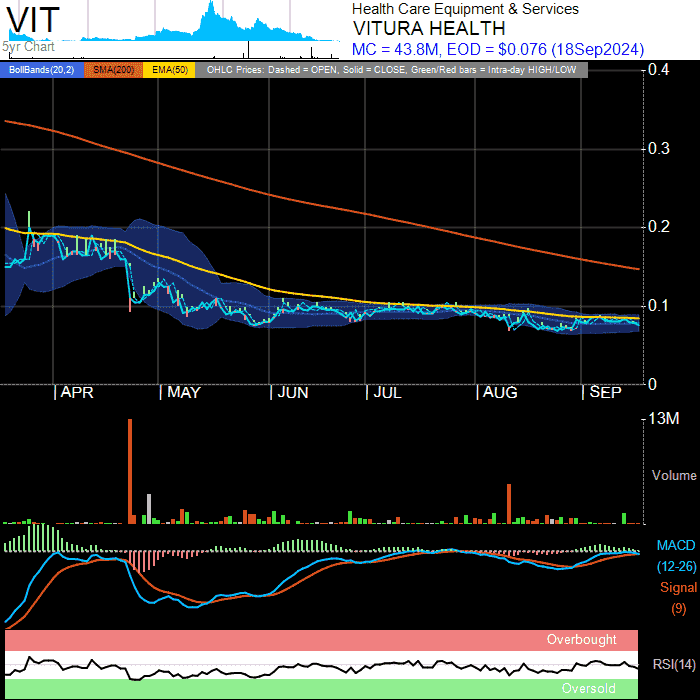 VIT
Health Care Equipment & Services
VITURA HEALTH
5yr Chart
MC = 43.8M, EOD = $0.076 (18Sep2024)
BollBands(20,2) SMA(200) EMA(50) OHLC Prices: Dashed = OPEN, Solid = CLOSE, Green/Red bars = Intra-day HIGH/LOW
0.4
0.3
0.2
0.1
0
APR MAY JUN JUL AUG SEP
13M
Volume
MACD
(12-26)
Signal
(9)
Overbought
RSI(14)
Oversold